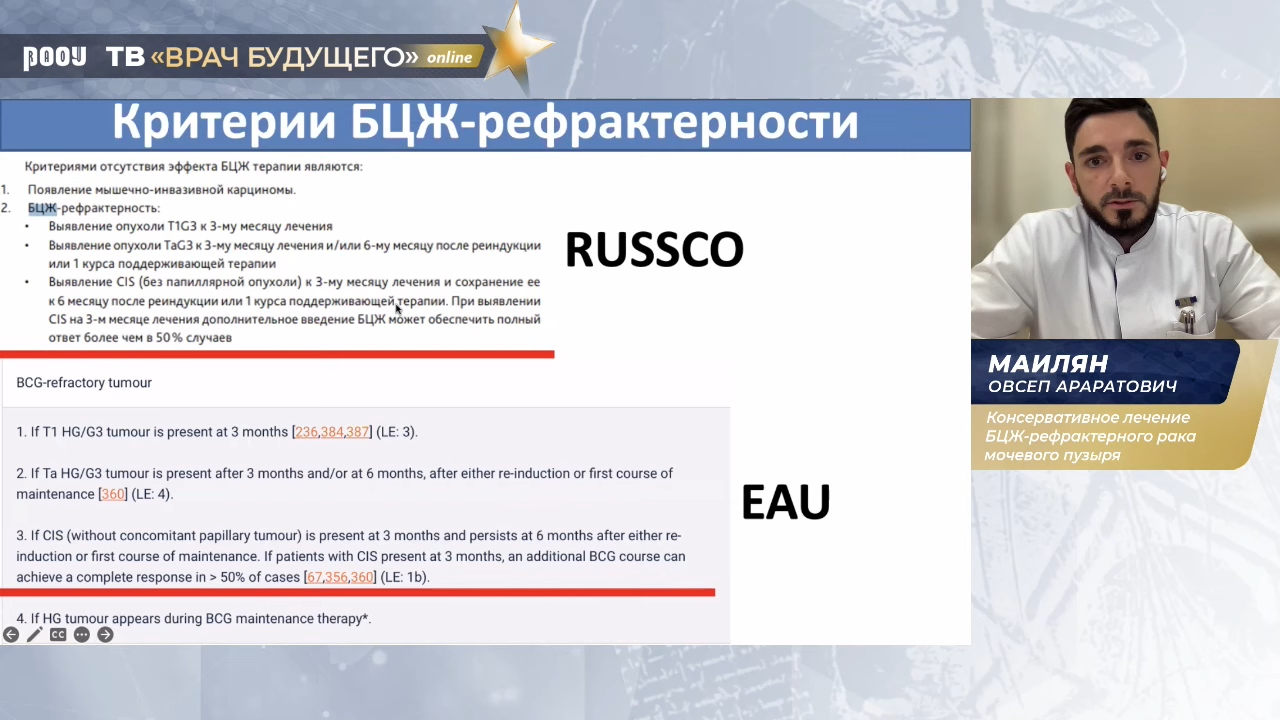 РООУ ТВ «ВРАЧ БУДУЩЕГО» online
Критерии БЦЖ-рефрактерности
Критериями отсутствия эффекта БЦЖ терапии являются:
1. Появление мышечно-инвазивной карциномы.
2. БЦЖ-рефрактерность:
• Выявление опухоли T1G3 к 3-му месяцу лечения
• Выявление опухоли TaG3 к 3-му месяцу лечения и/или 6-му месяцу после реиндукции
или 1 курса поддерживающей терапии
• Выявление CIS (без папиллярной опухоли) к 3-му месяцу лечения и сохранение ее
к 6 месяцу после реиндукции или 1 курса поддерживающей терапии. При выявлении
CIS на 3-м месяце лечения дополнительное введение БЦЖ может обеспечить полный
ответ более чем в 50 % случаев
RUSSCO
BCG-refractory tumour
1. If T1 HG/G3 tumour is present at 3 months [236,384,387] (LE: 3).
2. If Ta HG/G3 tumour is present after 3 months and/or at 6 months, after either re-induction or first course of
maintenance [360] (LE: 4).
3. If CIS (without concomitant papillary tumour) is present at 3 months and persists at 6 months after either re-
induction or first course of maintenance. If patients with CIS present at 3 months, an additional BCG course can
achieve a complete response in > 50% of cases [67,356,360] (LE: 1b).
4. If HG tumour appears during BCG maintenance therapy*.
EAU
CC
МАИЛЯН
ОВСЕП АРАРАТОВИЧ
Консервативное лечение
БЦЖ-рефрактерного рака
мочевого пузыря